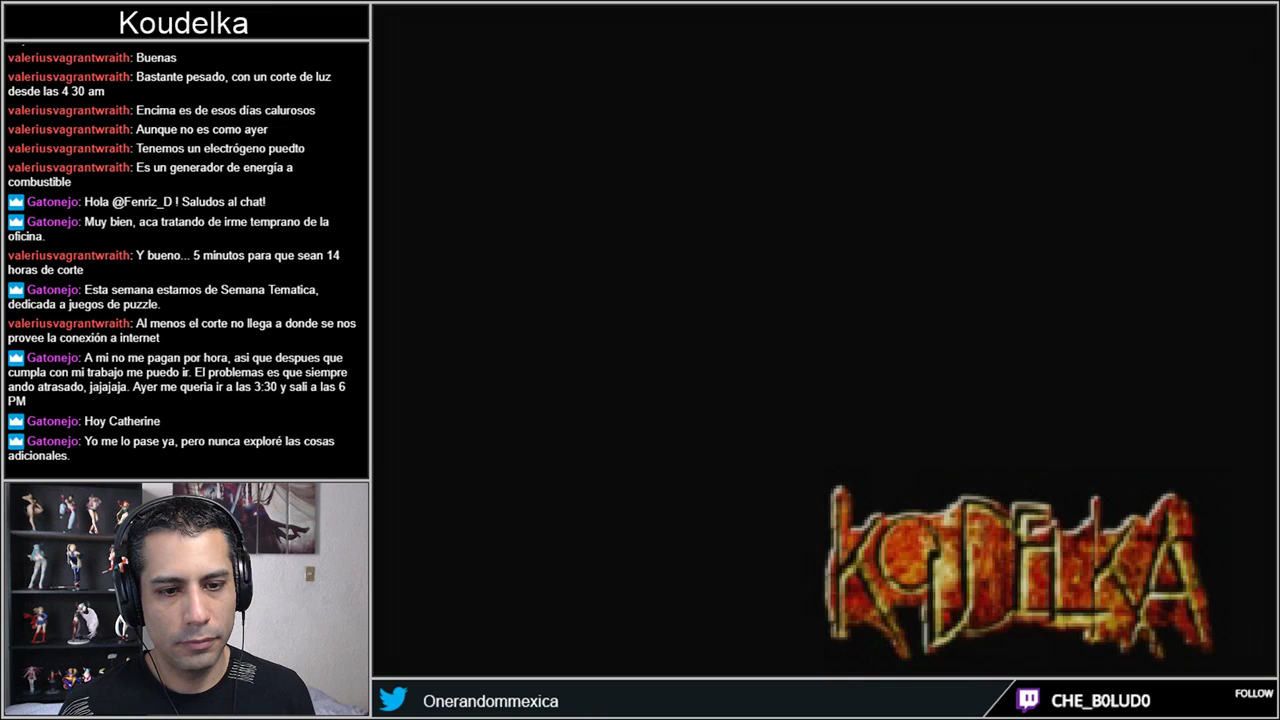 Koudelka
valeriusvagrantwraith: Buenas
valeriusvagrantwraith: Bastante pesado, con un corte de luz
desde las 4 30 am
valeriusvagrantwraith: Encima es de esos días calurosos
valeriusvagrantwraith: Aunque no es como ayer
valeriusvagrantwraith: Tenemos un electrógeno puedto
valeriusvagrantwraith: Es un generador de energía a
combustible
Gatonejo: Hola @Fenriz_D ! Saludos al chat!
Gatonejo: Muy bien, aca tratando de irme temprano de la
oficina.
valeriusvagrantwraith: Y bueno... 5 minutos para que sean 14
horas de corte
Gatonejo: Esta semana estamos de Semana Tematica,
dedicada a juegos de puzzle.
valeriusvagrantwraith: Al menos el corte no llega a donde se nos
provee la conexión a internet
Gatonejo: A mi no me pagan por hora, asi que despues que
cumpla con mi trabajo me puedo ir. El problemas es que siempre
ando atrasado, jajajaja. Ayer me queria ir a las 3:30 y sali a las 6
PM
Gatonejo: Hoy Catherine
Gatonejo: Yo me lo pase ya, pero nunca exploré las cosas
adicionales.
KOUDELKA
Onerandommexica
CHE_B0LUD0
FOLLOW